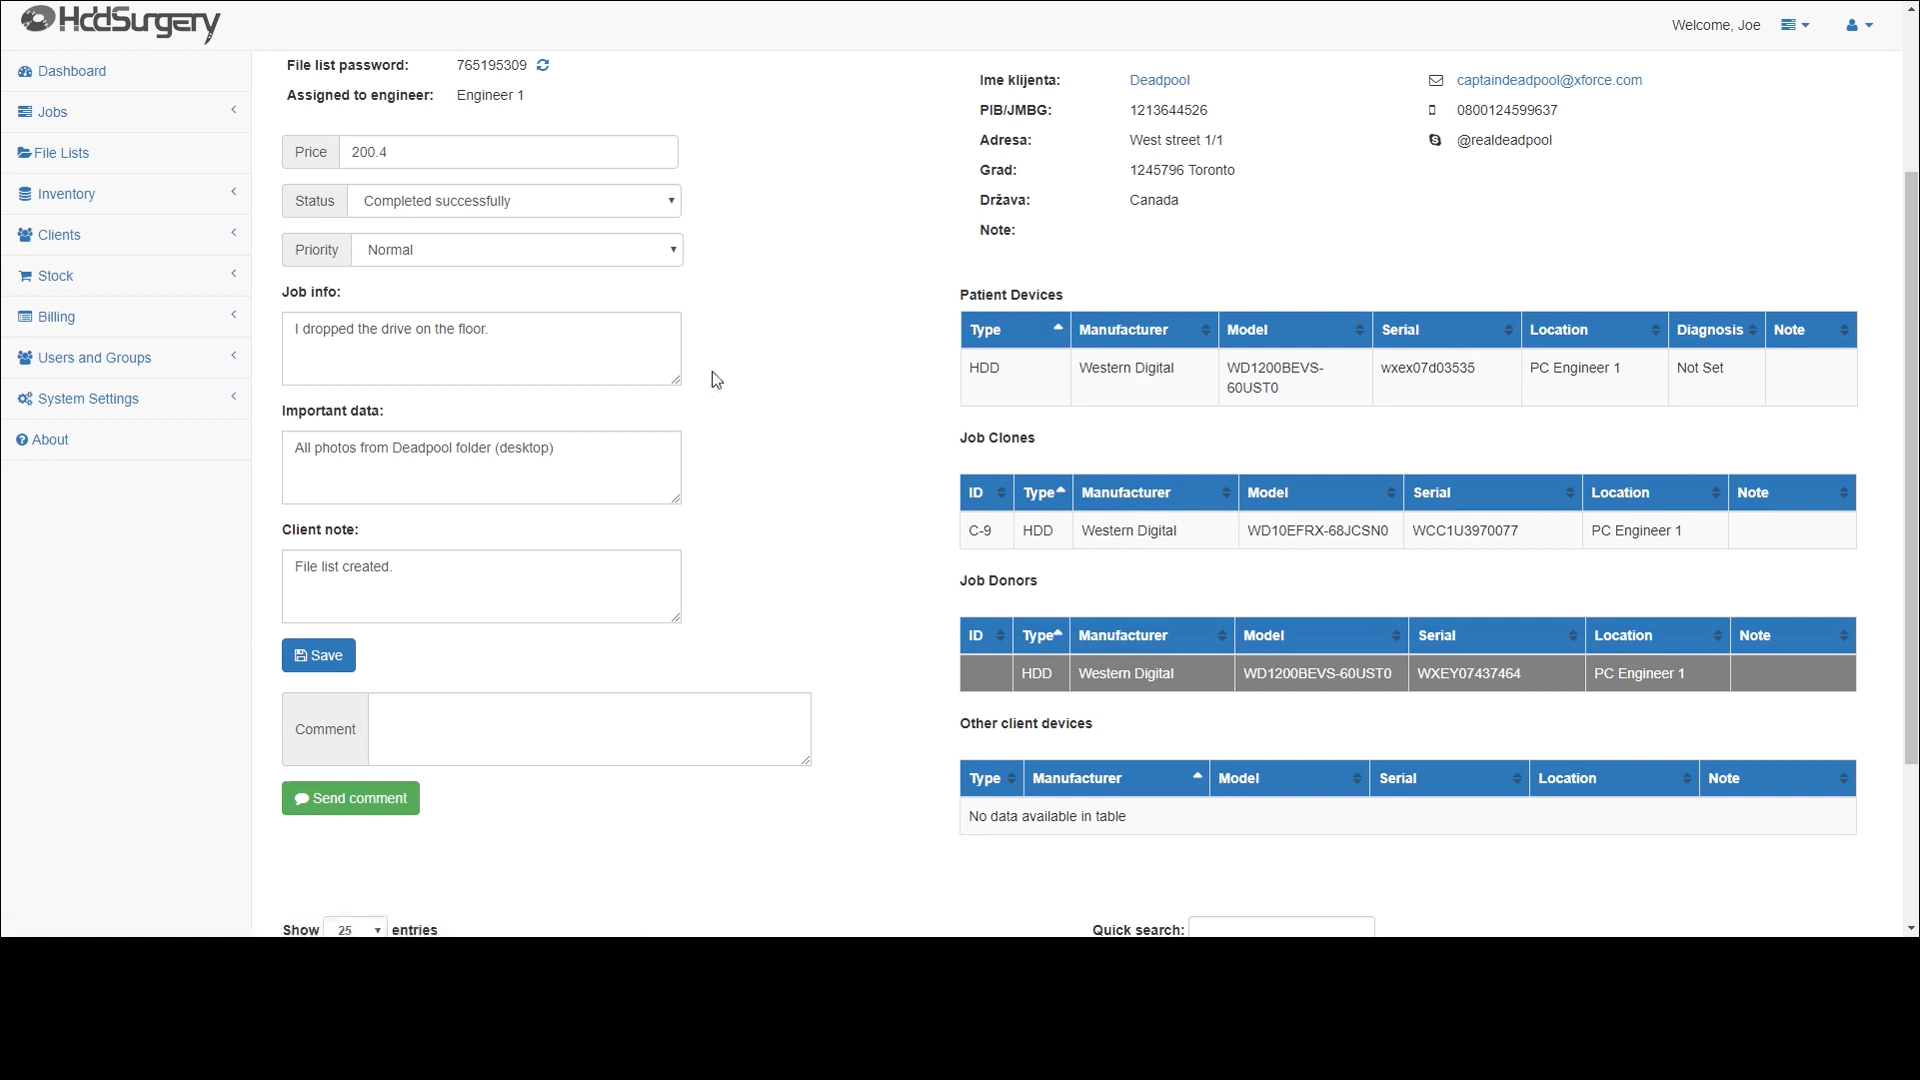 HddSurgery
Welcome, Joe
Dashboard
Jobs
File Lists
Inventory
Clients
Stock
Billing
Users and Groups
System Settings
About
File list password: 765195309
Assigned to engineer: Engineer 1
Price 200.4
Status Completed successfully
Priority Normal
Job info:
I dropped the drive on the floor.
Important data:
All photos from Deadpool folder (desktop)
Client note:
File list created.
Save
Comment
Send comment
Show 25 entries
Ime klijenta: Deadpool captaindeadpool@xforce.com
PIB/JMBG: 1213644526 0800124599637
Adresa: West street 1/1 @realdeadpool
Grad: 1245796 Toronto
Država: Canada
Note:
Patient Devices
Type Manufacturer Model Serial Location Diagnosis Note
HDD Western Digital WD1200BEVS- wxex07d03535 PC Engineer 1 Not Set
60UST0
Job Clones
ID Type Manufacturer Model Serial Location Note
C-9 HDD Western Digital WD10EFRX-68JCSN0 WCC1U3970077 PC Engineer 1
Job Donors
ID Type Manufacturer Model Serial Location Note
HDD Western Digital WD1200BEVS-60UST0 WXEY07437464 PC Engineer 1
Other client devices
Type Manufacturer Model Serial Location Note
No data available in table
Quick search: